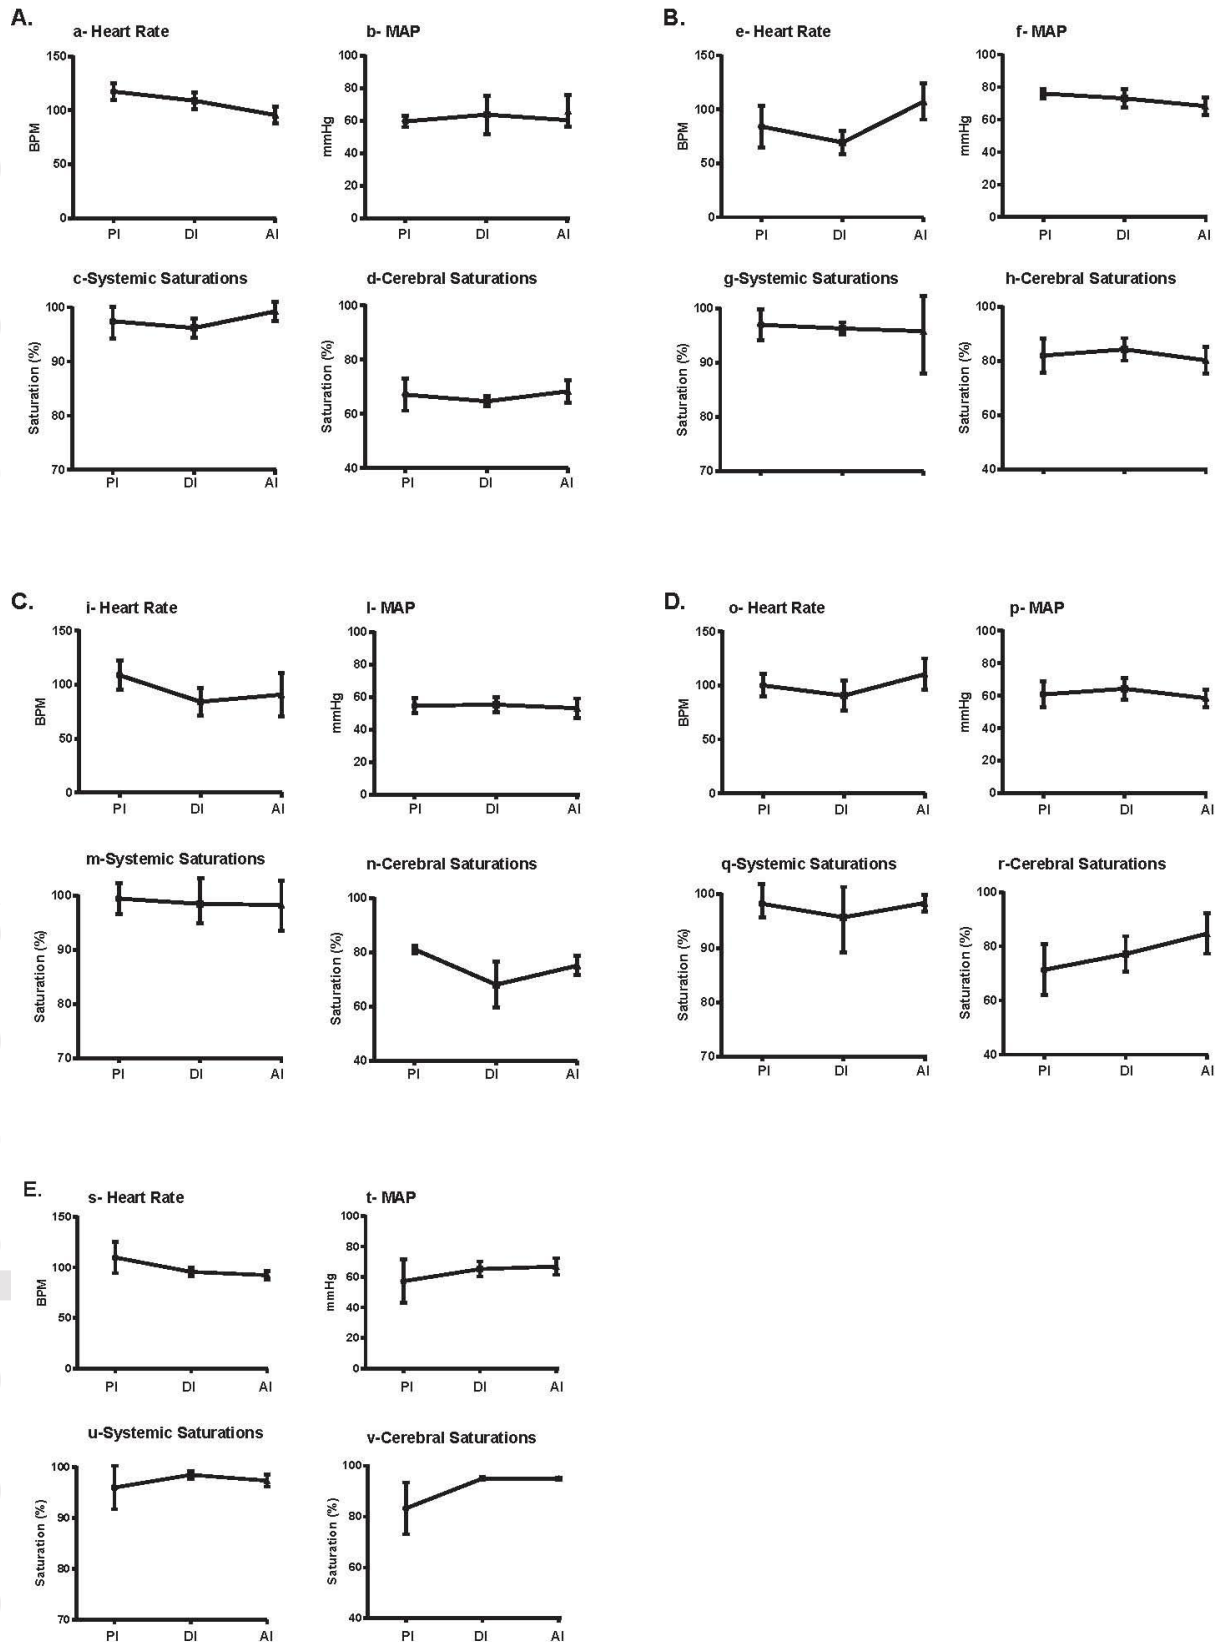 A.
a- Heart Rate
150
100
50
0
BPM
PI DI AI
b- MAP
100
80
60
40
20
0
mmHg
PI DI AI
c-Systemic Saturations
100
90
80
70
Saturation (%)
PI DI AI
d-Cerebral Saturations
100
80
60
40
Saturation (%)
PI DI AI
B.
e- Heart Rate
150
100
50
0
BPM
PI DI AI
f- MAP
100
80
60
40
20
0
mmHg
PI DI AI
g-Systemic Saturations
100
90
80
70
Saturation (%)
h-Cerebral Saturations
100
80
60
40
Saturation (%)
C.
i- Heart Rate
150
100
50
0
BPM
PI DI AI
l- MAP
100
80
60
40
20
0
mmHg
PI DI AI
m-Systemic Saturations
100
90
80
70
Saturation (%)
PI DI AI
n-Cerebral Saturations
100
80
60
40
Saturation (%)
PI DI AI
D.
o- Heart Rate
150
100
50
0
BPM
PI DI AI
p- MAP
100
80
60
40
20
0
mmHg
PI DI AI
q-Systemic Saturations
100
90
80
70
Saturation (%)
PI DI AI
r-Cerebral Saturations
100
80
60
40
Saturation (%)
PI DI AI
E.
s- Heart Rate
150
100
50
0
BPM
PI DI AI
t- MAP
100
80
60
40
20
0
mmHg
PI DI AI
u-Systemic Saturations
100
90
80
70
Saturation (%)
PI DI AI
v-Cerebral Saturations
100
80
60
40
Saturation (%)
PI DI AI